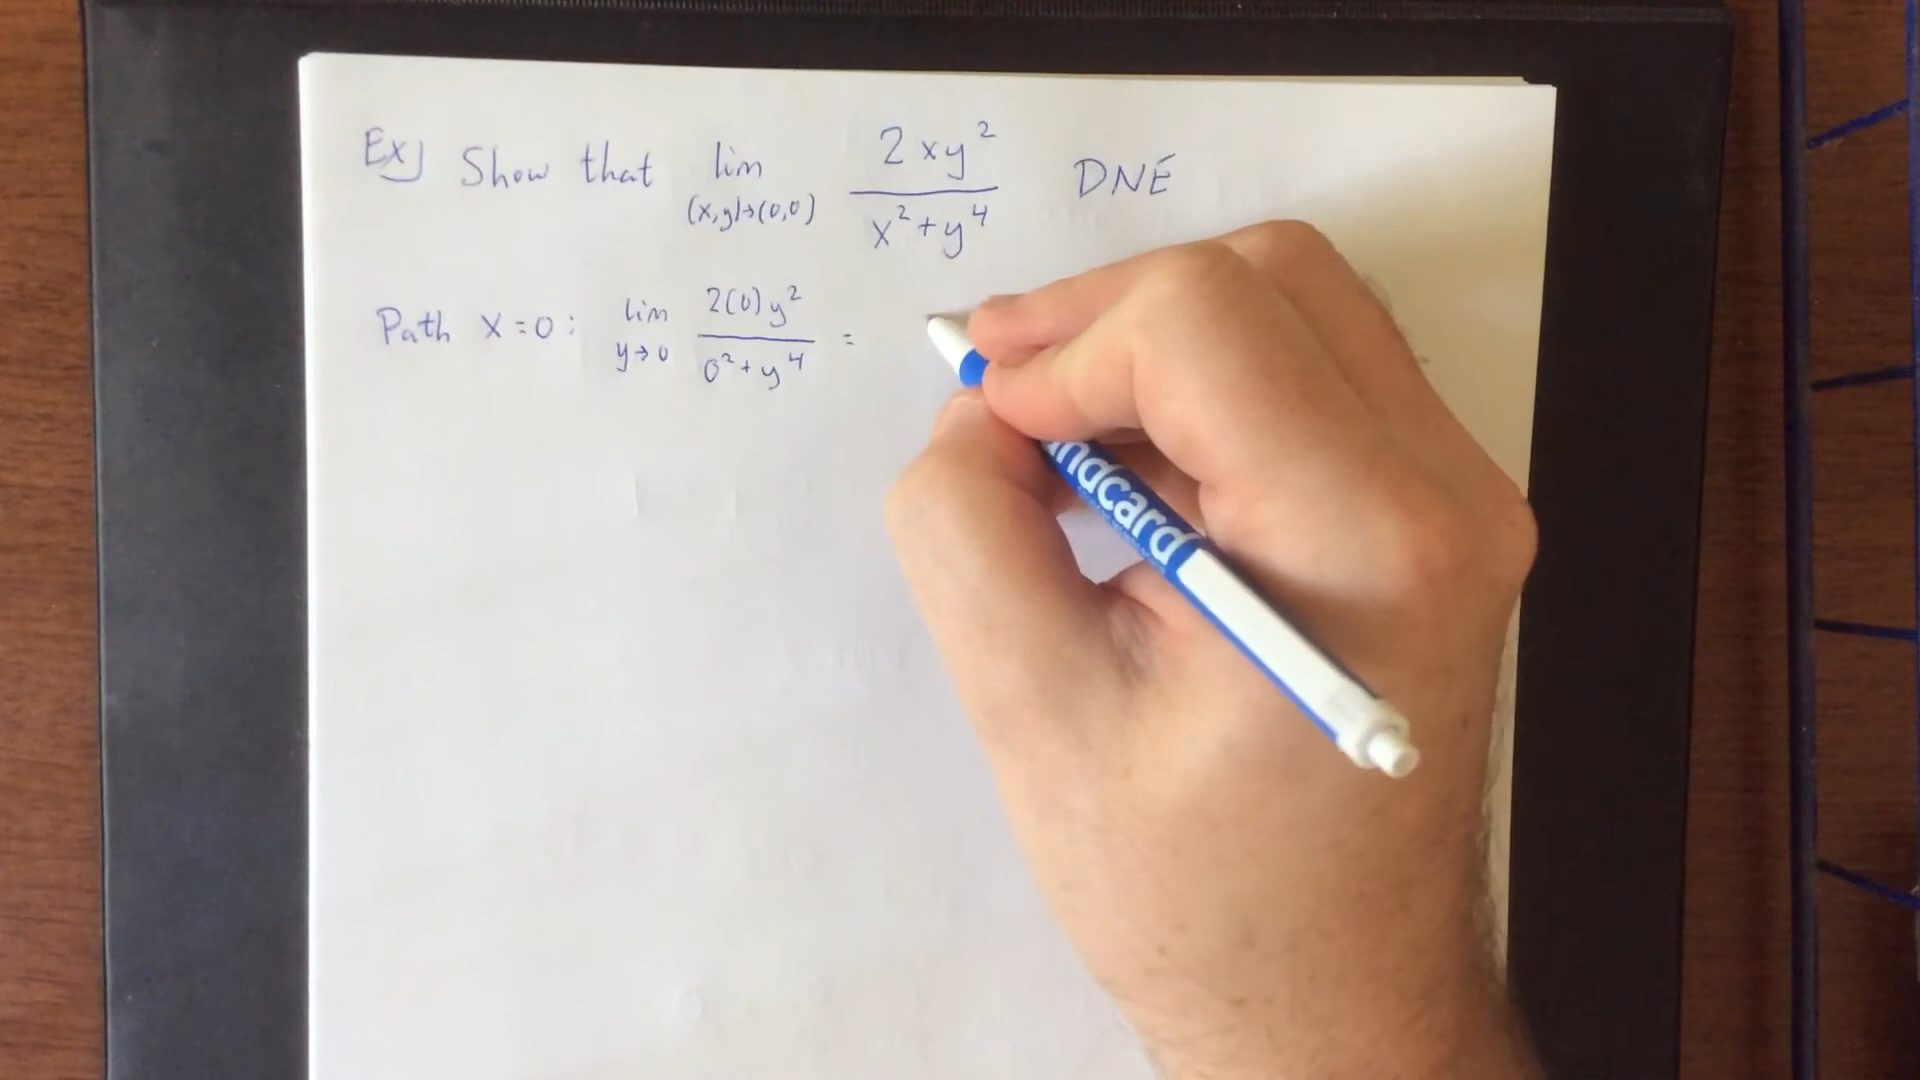 Ex) Show that lim (x,y)→(0,0) 2xy²/(x²+y⁴) DNE
Path x=0: lim y→0 2(0)y²/(0²+y⁴) =
ndcard